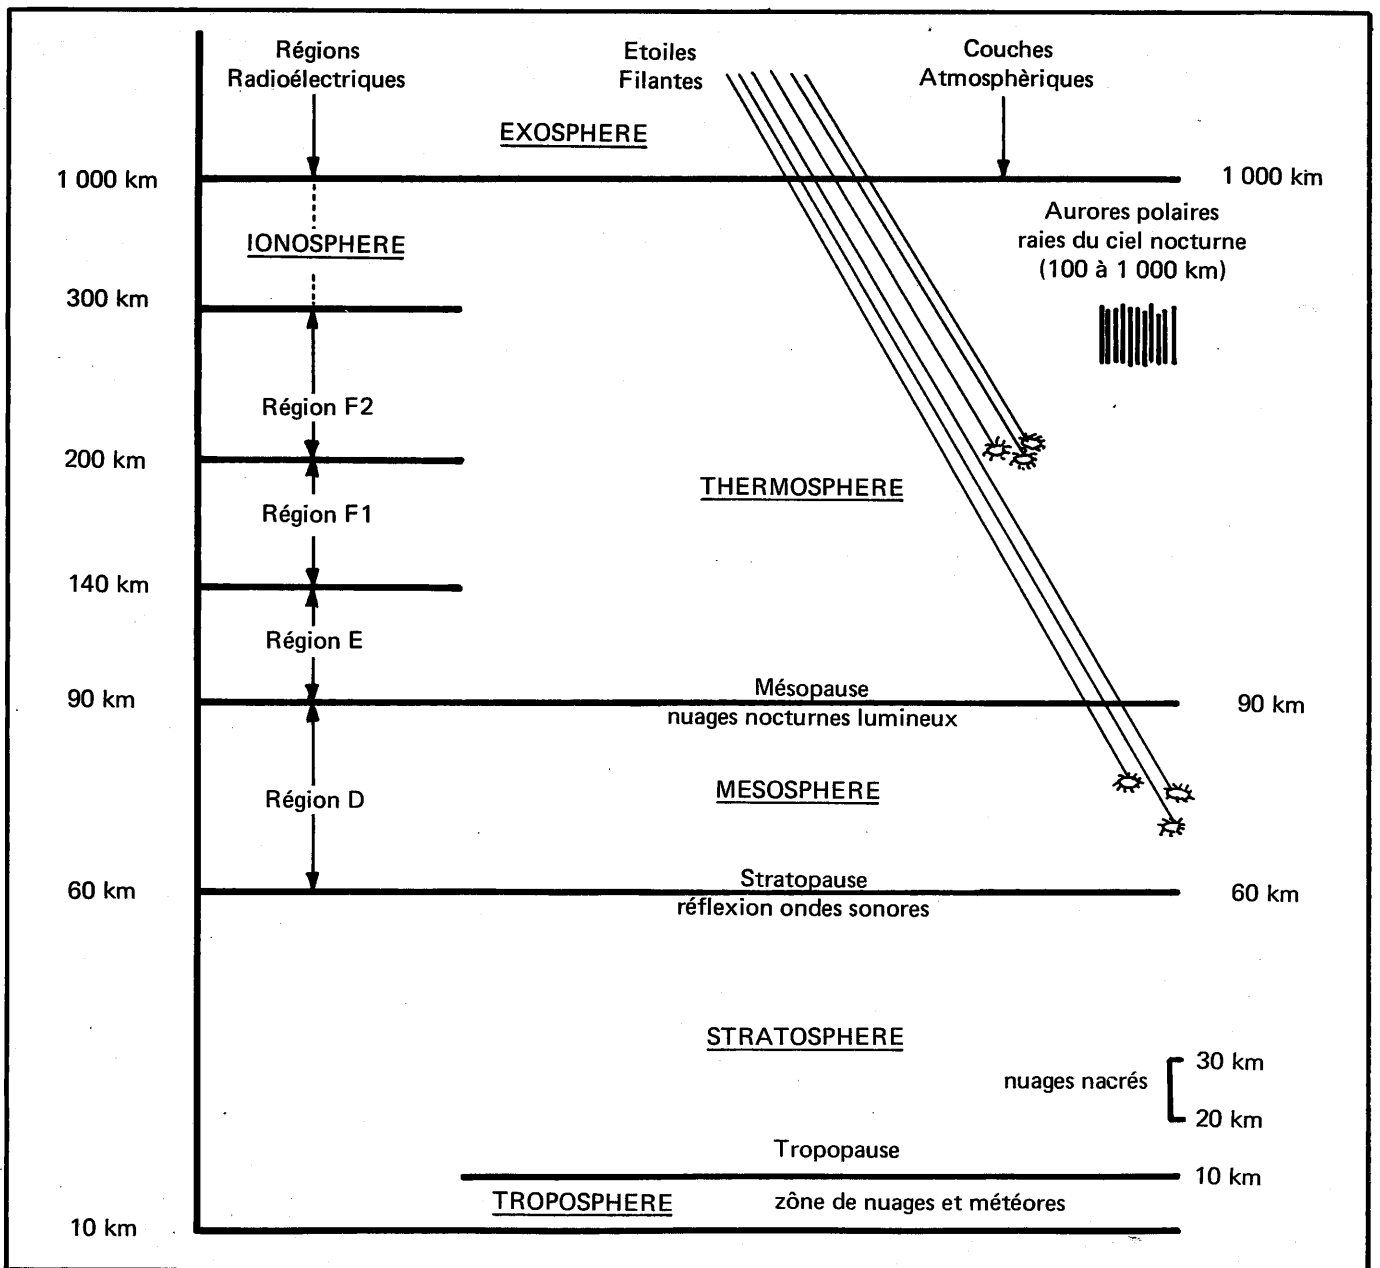 Régions
Radioélectriques
Etoiles
Filantes
Couches
Atmosphèriques
EXOSPHERE
1 000 km
1 000 km
Aurores polaires
raies du ciel nocturne
(100 à 1 000 km)
IONOSPHERE
300 km
Région F2
200 km
THERMOSPHERE
Région F1
140 km
Région E
90 km
Mésopause
90 km
nuages nocturnes lumineux
MESOSPHERE
Région D
60 km
Stratopause
60 km
réflexion ondes sonores
STRATOSPHERE
30 km
nuages nacrés
20 km
Tropopause
10 km
TROPOSPHERE
zône de nuages et météores
10 km